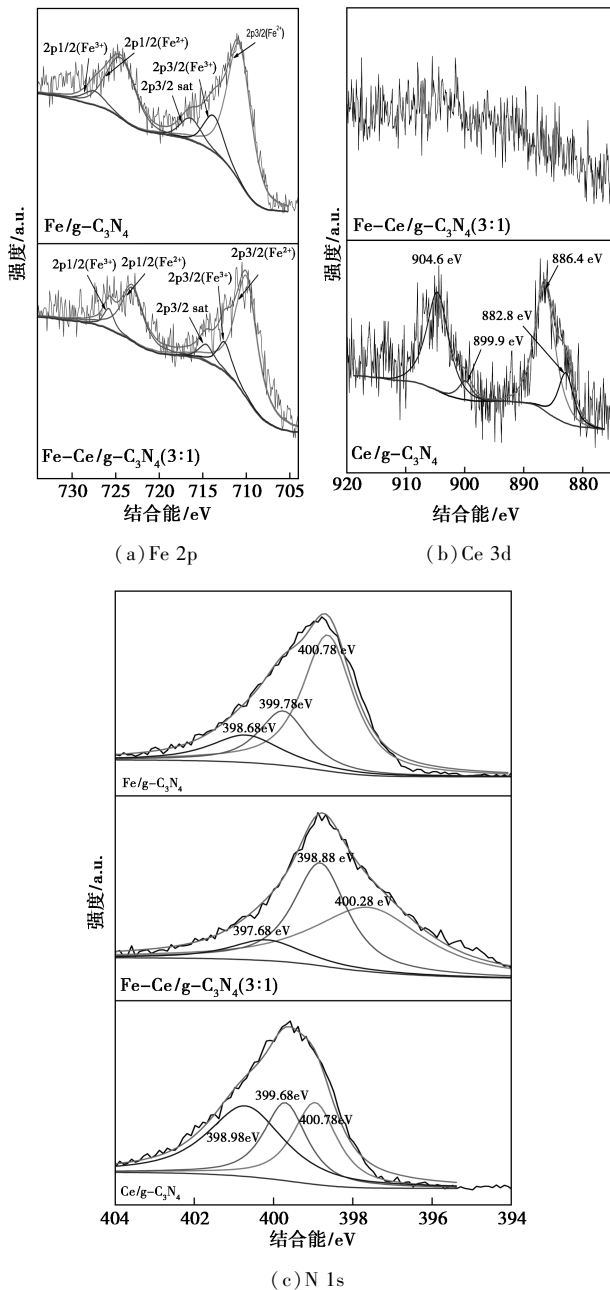 2p1/2(Fe³⁺)
2p1/2(Fe²⁺)
2p3/2(Fe²⁺)
2p3/2(Fe³⁺)
2p3/2 sat
Fe/g-C₃N₄
2p1/2(Fe³⁺)
2p1/2(Fe²⁺)
2p3/2(Fe²⁺)
2p3/2(Fe³⁺)
2p3/2 sat
Fe-Ce/g-C₃N₄(3:1)
强度/a.u.
730 725 720 715 710 705
结合能/eV
(a)Fe 2p
Fe-Ce/g-C₃N₄(3:1)
904.6 eV
886.4 eV
882.8 eV
899.9 eV
Ce/g-C₃N₄
强度/a.u.
920 910 900 890 880
结合能/eV
(b)Ce 3d
400.78 eV
399.78eV
398.68eV
Fe/g-C₃N₄
398.88 eV
400.28 eV
397.68eV
Fe-Ce/g-C₃N₄(3:1)
399.68eV
400.78eV
398.98eV
Ce/g-C₃N₄
强度/a.u.
404 402 400 398 396 394
结合能/eV
(c)N 1s